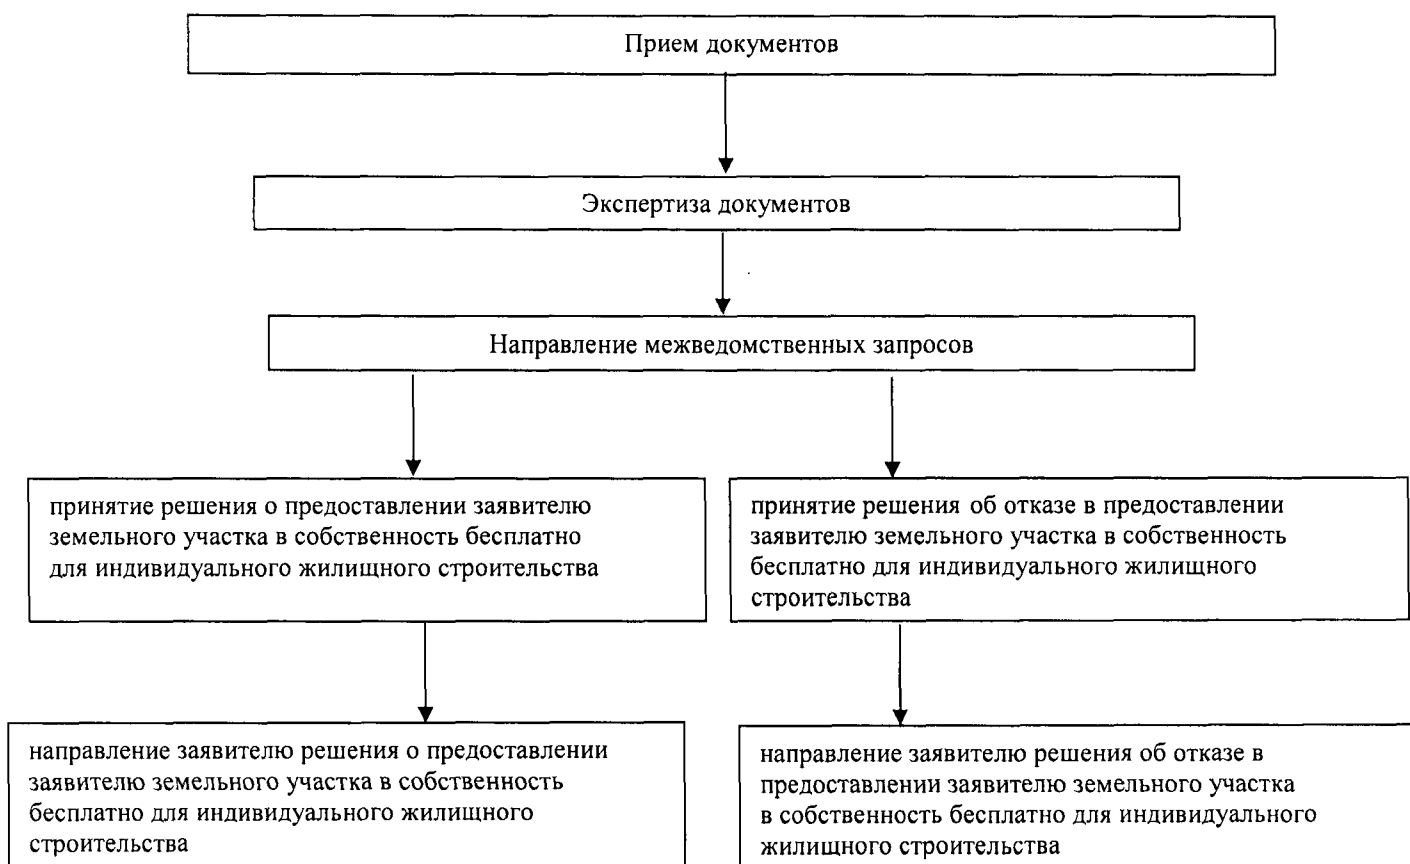 Прием документов
Экспертиза документов
Направление межведомственных запросов
принятие решения о предоставлении заявителю
земельного участка в собственность бесплатно
для индивидуального жилищного строительства
принятие решения об отказе в предоставлении
заявителю земельного участка в собственность
бесплатно для индивидуального жилищного
строительства
направление заявителю решения о предоставлении
заявителю земельного участка в собственность
бесплатно для индивидуального жилищного
строительства
направление заявителю решения об отказе в
предоставлении заявителю земельного участка
в собственность бесплатно для индивидуального
жилищного строительства